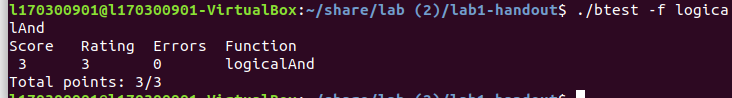 l170300901@l170300901-VirtualBox:~/share/lab (2)/lab1-handout$ ./btest -f logica
lAnd
Score Rating Errors Function
3 3 0 logicalAnd
Total points: 3/3